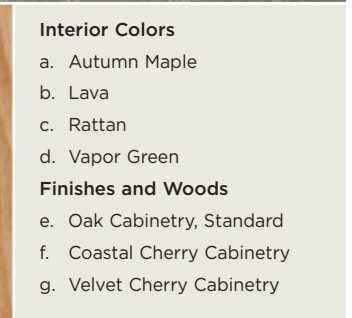 Interior Colors
a. Autumn Maple
b. Lava
c. Rattan
d. Vapor Green
Finishes and Woods
e. Oak Cabinetry, Standard
f. Coastal Cherry Cabinetry
g. Velvet Cherry Cabinetry